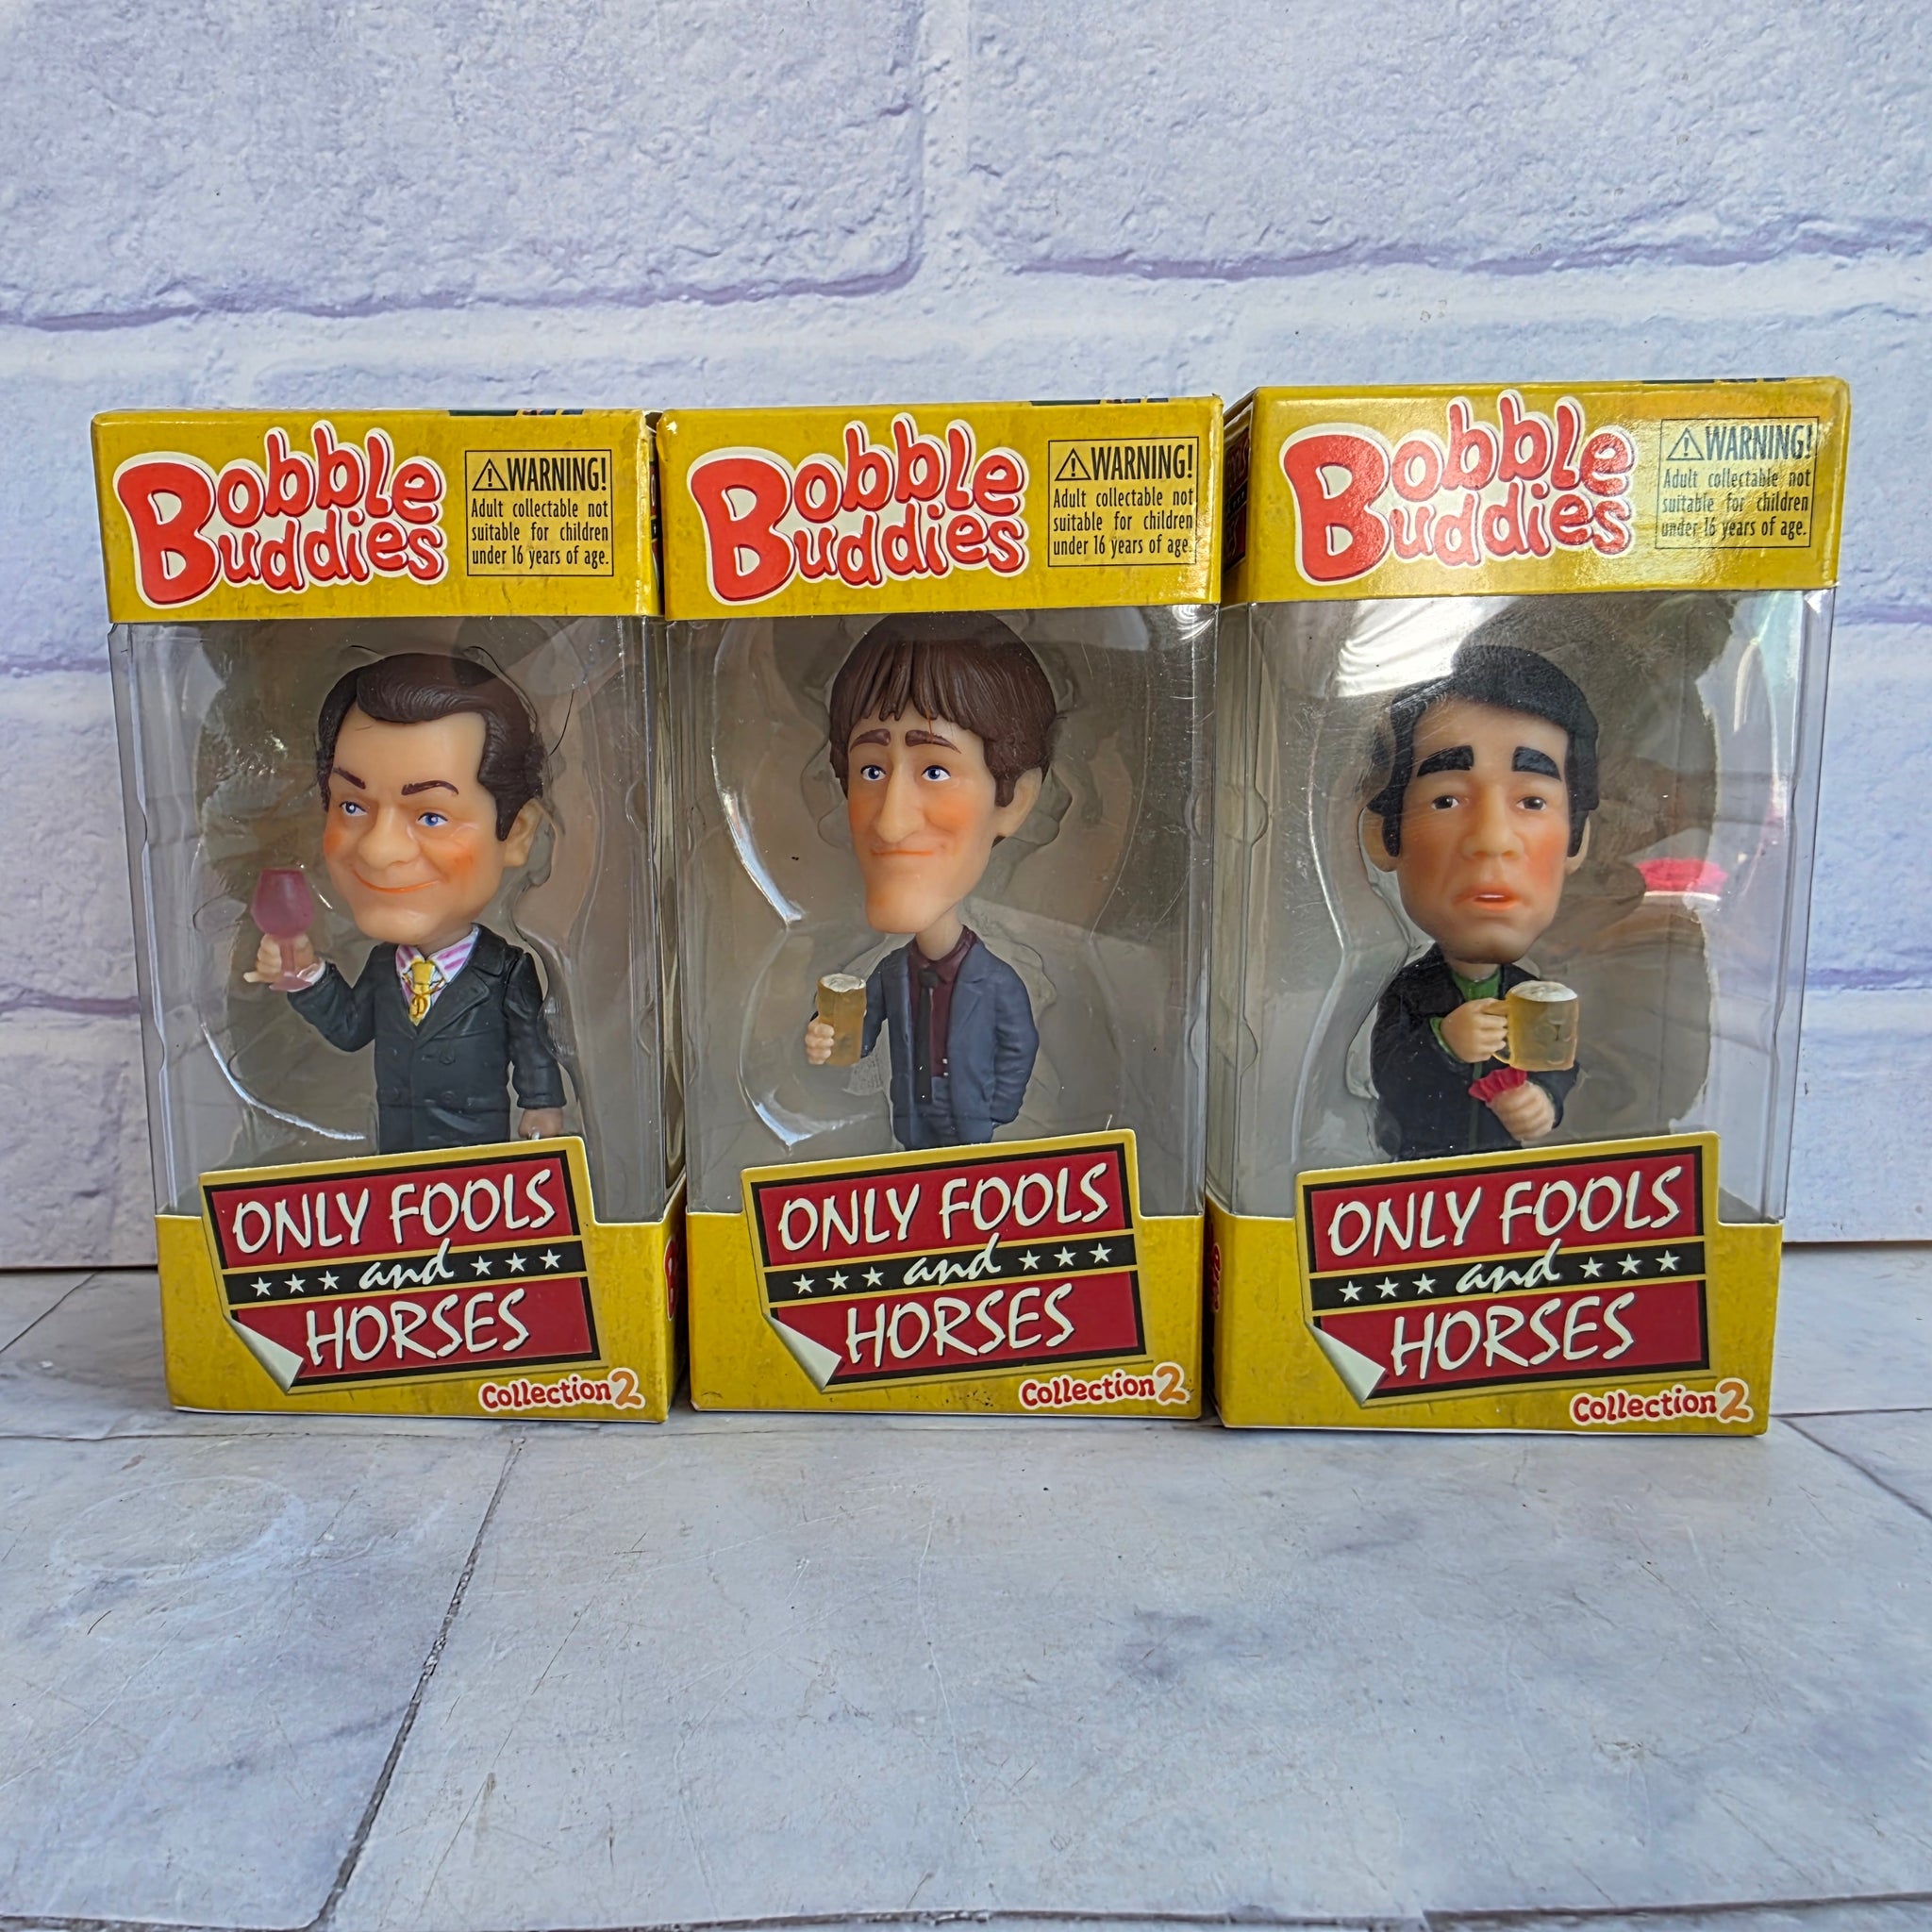 Bobble
Buddies
WARNING!
Adult collectable not
suitable for children
under 16 years of age.
ONLY FOOLS
and
HORSES
Collection 2
Bobble
Buddies
WARNING!
Adult collectable not
suitable for children
under 16 years of age.
ONLY FOOLS
and
HORSES
Collection 2
Bobble
Buddies
WARNING!
Adult collectable not
suitable for children
under 16 years of age.
ONLY FOOLS
and
HORSES
Collection 2